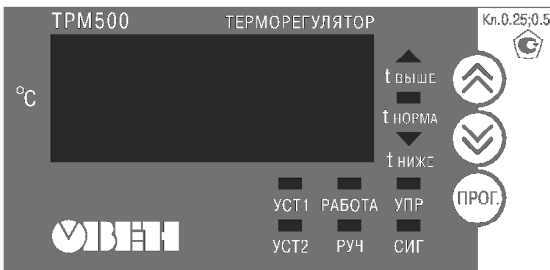 ТРМ500 ТЕРМОРЕГУЛЯТОР Кл.0.25;0.5
°C
t ВЫШЕ
t НОРМА
t НИЖЕ
УСТ1 РАБОТА УПР
ПРОГ.
ОВЕН
УСТ2 РУЧ СИГ